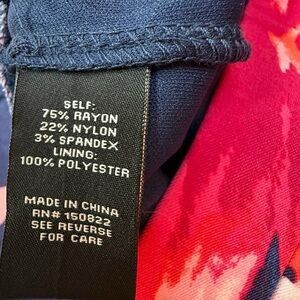 SELF:
75% RAYON
22% NYLON
3% SPANDEX
LINING:
100% POLYESTER
MADE IN CHINA
RN# 150822
SEE REVERSE
FOR CARE